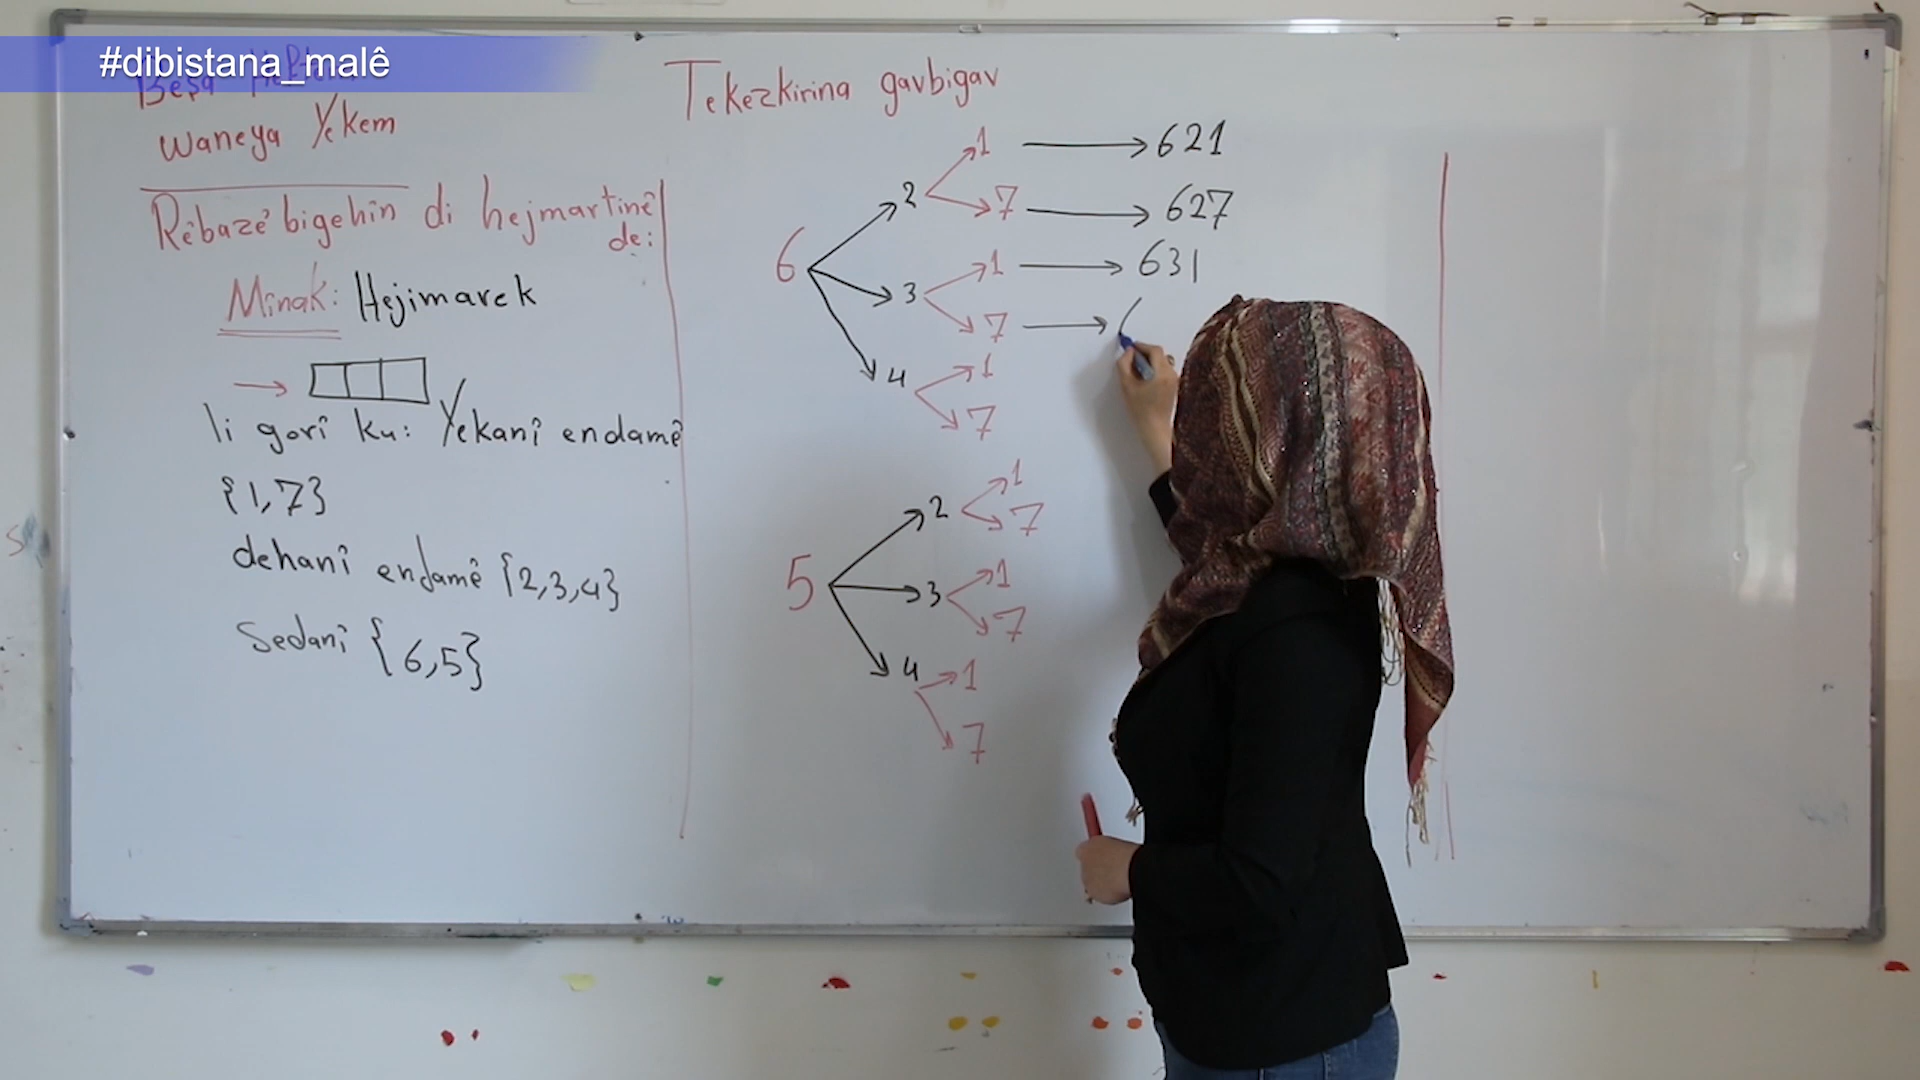 #dibistana_malê
Beşa
Waneya Yekem
Rêbazê bigehîn di hejmartinê
de:
Mînak: Hejimarek
li gorî ku: Yekanî endamê
{1,7}
dehanî endamê {2,3,4}
Sedanî {6,5}
Tekezkirina gavbigav
6
2
1 → 621
7 → 627
3
1 → 631
7 →
4
1
7
5
2
1
7
3
1
7
4
1
7